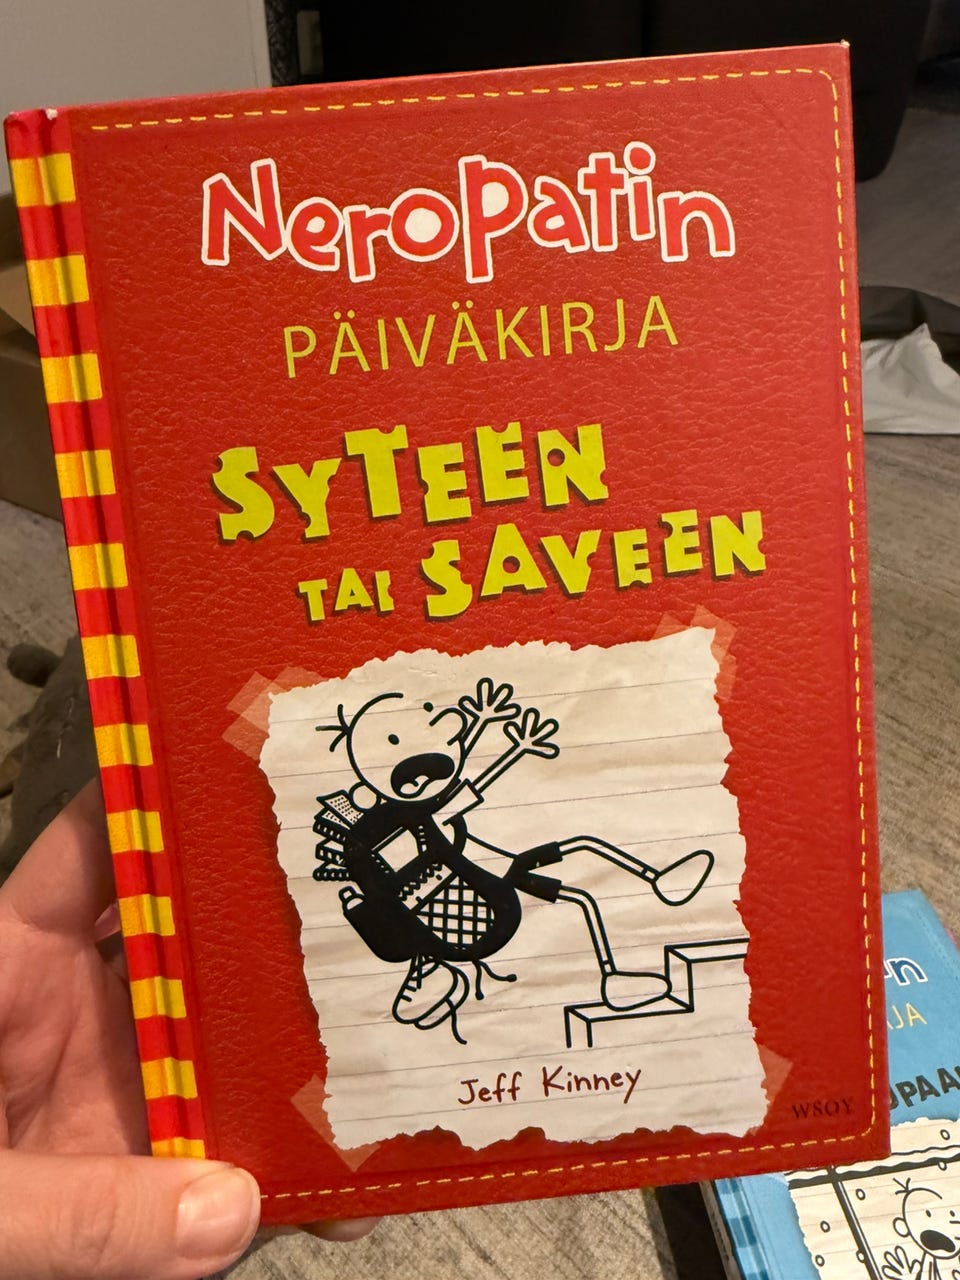 Neropatin
PÄIVÄKIRJA
SYTEEN
TAI SAVEEN
Jeff Kinney
WSOY